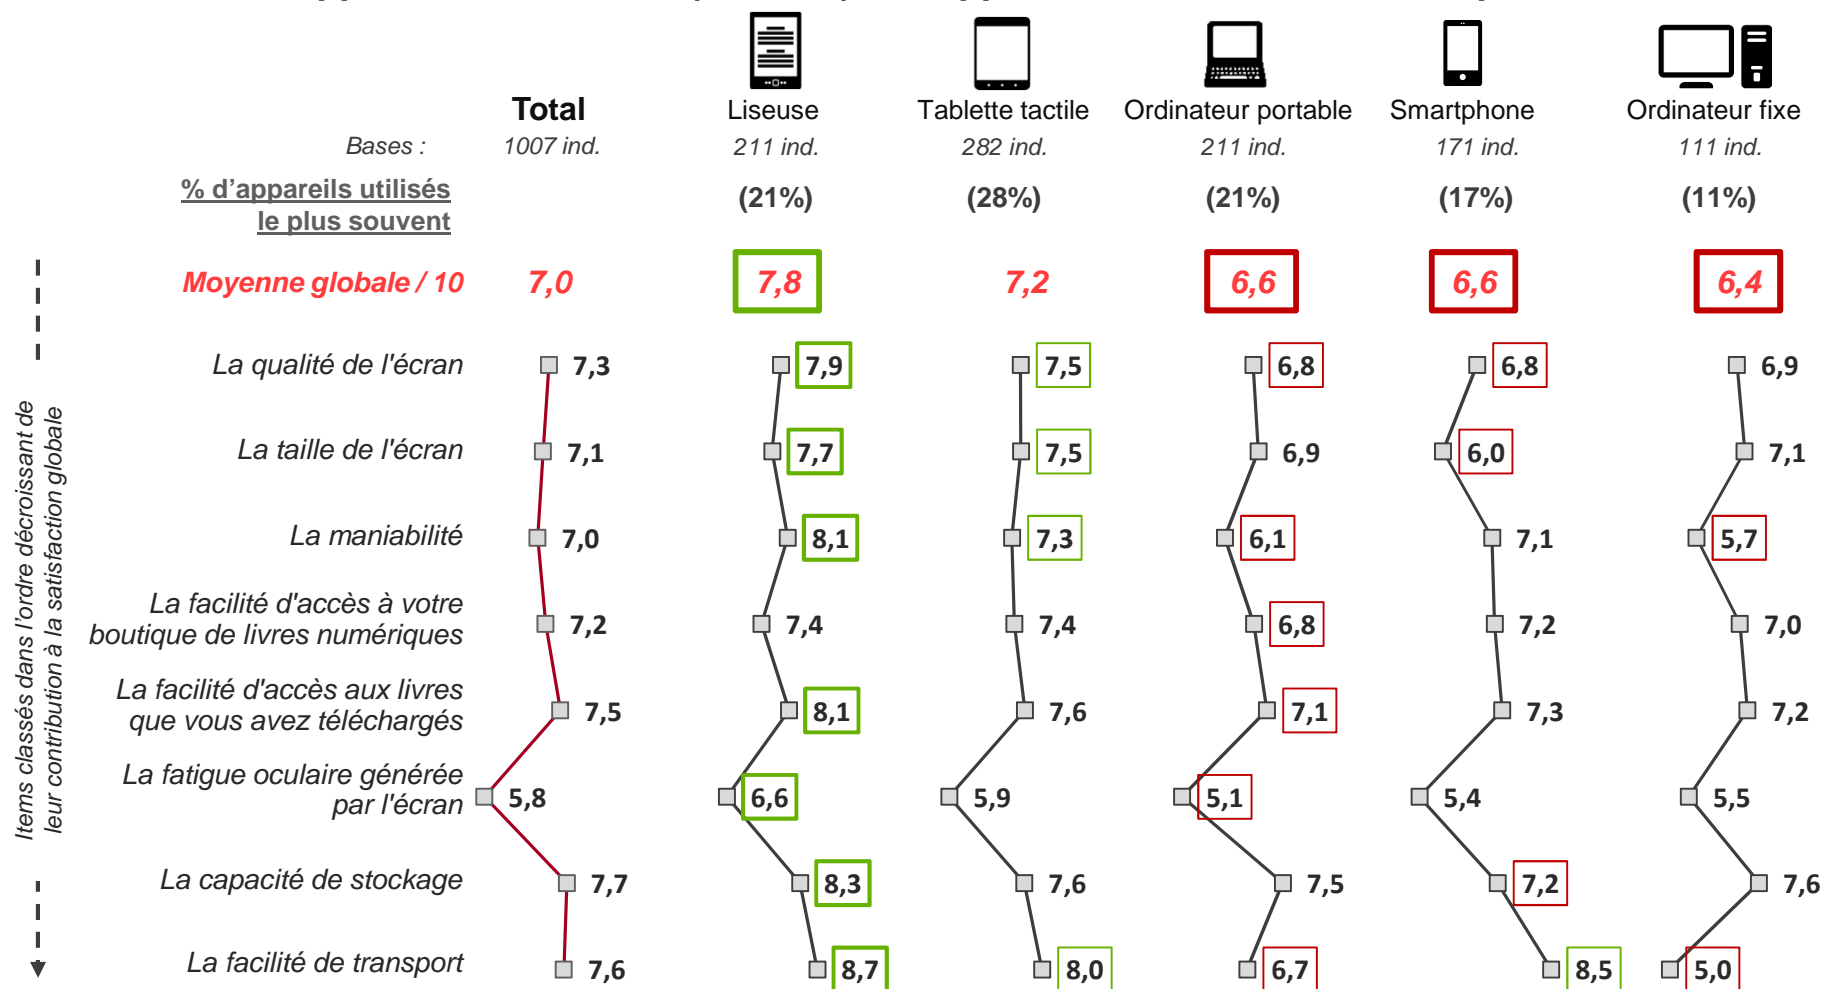 Total
Liseuse
Tablette tactile
Ordinateur portable
Smartphone
Ordinateur fixe
Bases :
1007 ind.
211 ind.
282 ind.
211 ind.
171 ind.
111 ind.
% d'appareils utilisés
le plus souvent
(21%)
(28%)
(21%)
(17%)
(11%)
Moyenne globale / 10
7,0
7,8
7,2
6,6
6,6
6,4
Items classés dans l'ordre décroissant de
leur contribution à la satisfaction globale
La qualité de l'écran
7,3
7,9
7,5
6,8
6,8
6,9
La taille de l'écran
7,1
7,7
7,5
6,9
6,0
7,1
La maniabilité
7,0
8,1
7,3
6,1
7,1
5,7
La facilité d'accès à votre
boutique de livres numériques
7,2
7,4
7,4
6,8
7,2
7,0
La facilité d'accès aux livres
que vous avez téléchargés
7,5
8,1
7,6
7,1
7,3
7,2
La fatigue oculaire générée
par l'écran
5,8
6,6
5,9
5,1
5,4
5,5
La capacité de stockage
7,7
8,3
7,6
7,5
7,2
7,6
La facilité de transport
7,6
8,7
8,0
6,7
8,5
5,0